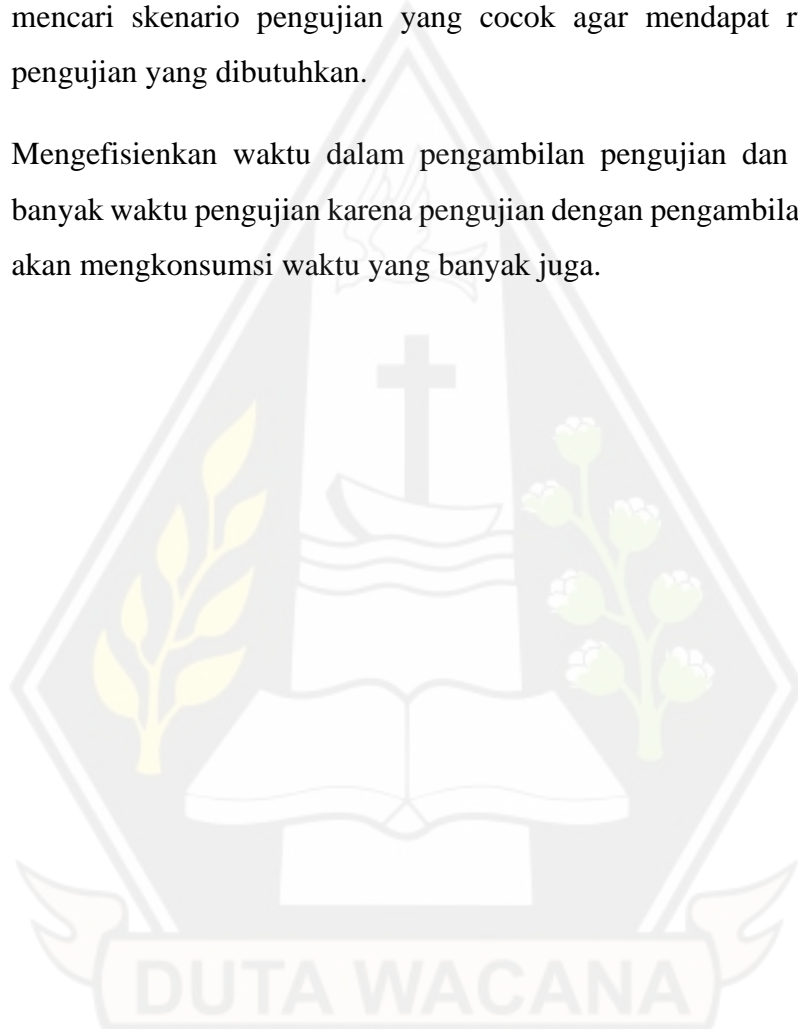 mencari skenario pengujian yang cocok agar mendapat
pengujian yang dibutuhkan.
Mengefisienkan waktu dalam pengambilan pengujian dan
banyak waktu pengujian karena pengujian dengan
akan mengkonsumsi waktu yang banyak juga.
DUTA WACANA